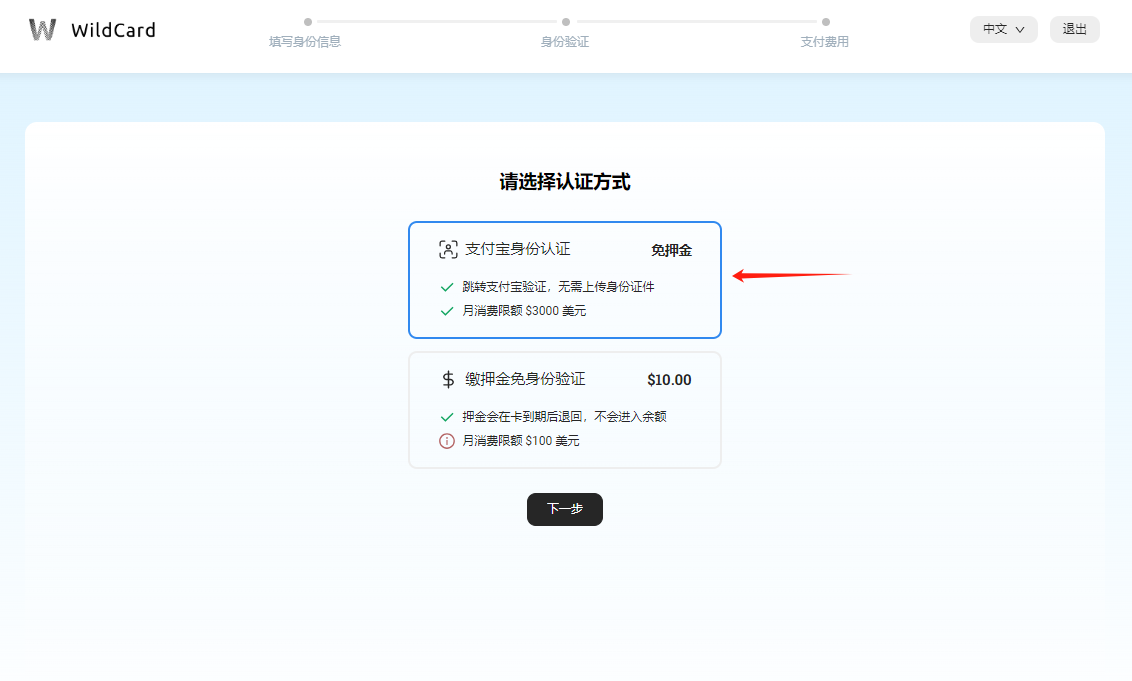 W WildCard
填写身份信息
身份验证
支付费用
中文
退出
请选择认证方式
支付宝身份认证
免押金
跳转支付宝验证，无需上传身份证件
月消费限额 $3000 美元
缴押金免身份验证
$10.00
押金会在卡到期后退回，不会进入余额
月消费限额 $100 美元
下一步